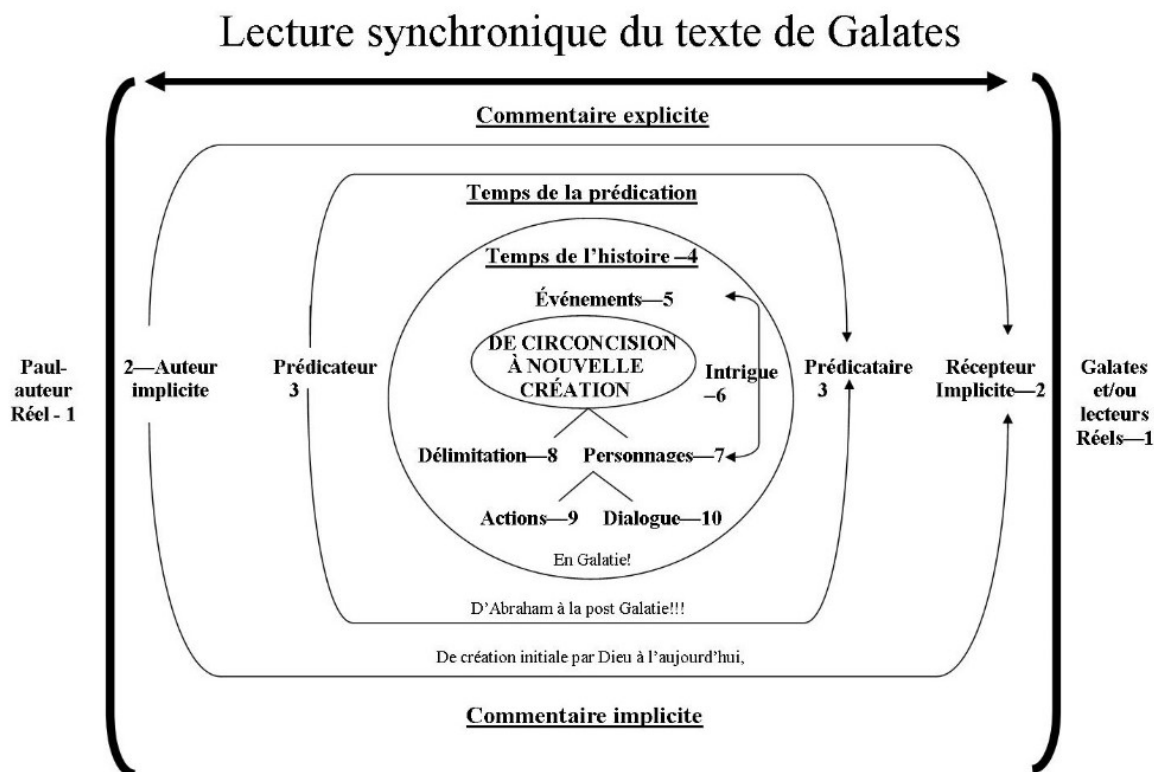 Lecture synchronique du texte de Galates
Commentaire explicite
Temps de la prédication
Temps de l'histoire –4
Événements—5
DE CIRCONCISION
À NOUVELLE
CRÉATION
Paul-
auteur
Réel - 1
2—Auteur
implicite
Prédicateur
3
Intrigue
–6
Prédicataire
3
Récepteur
Implicite—2
Galates
et/ou
lecteurs
Réels—1
Délimitation—8
Personnages—7
Actions—9
Dialogue—10
En Galatie!
D'Abraham à la post Galatie!!!
De création initiale par Dieu à l'aujourd'hui,
Commentaire implicite